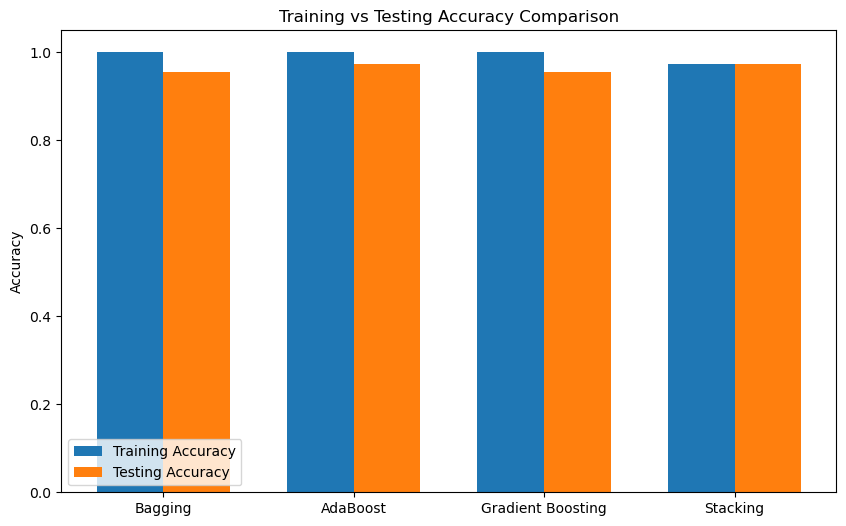 Training vs Testing Accuracy Comparison
Accuracy
1.0
0.8
0.6
0.4
0.2
0.0
Training Accuracy
Testing Accuracy
Bagging
AdaBoost
Gradient Boosting
Stacking